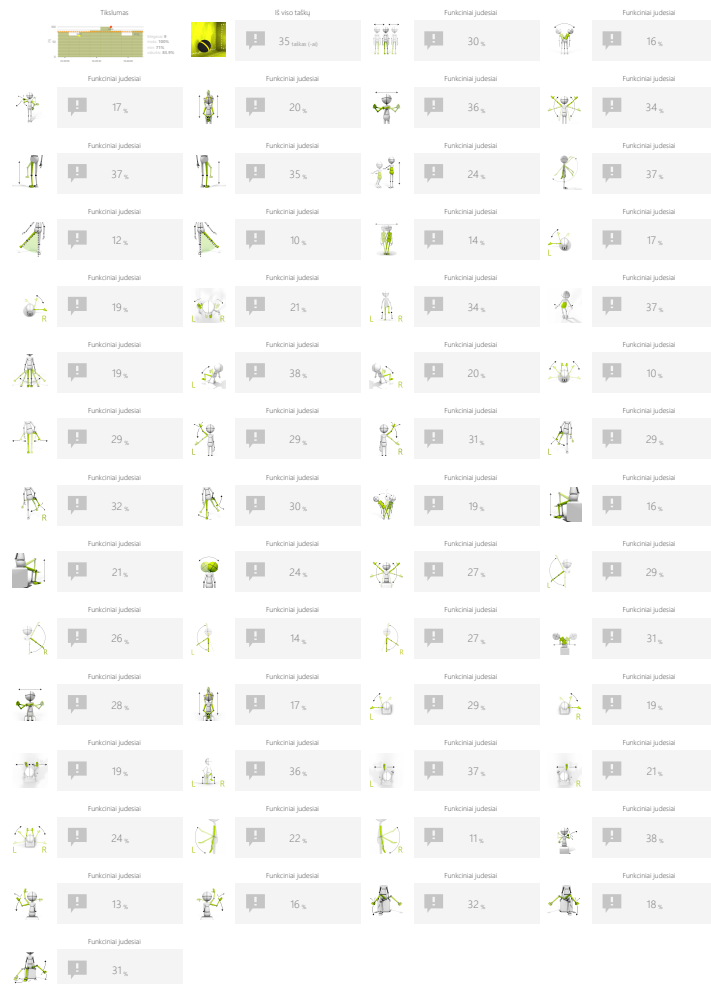 Tikslumas
Iš viso taškų
Funkciniai judesiai
Funkciniai judesiai
35 taškas (-ai)
30 %
16 %
Funkciniai judesiai
Funkciniai judesiai
Funkciniai judesiai
Funkciniai judesiai
17 %
20 %
36 %
34 %
Funkciniai judesiai
Funkciniai judesiai
Funkciniai judesiai
Funkciniai judesiai
37 %
35 %
24 %
37 %
Funkciniai judesiai
Funkciniai judesiai
Funkciniai judesiai
Funkciniai judesiai
12 %
10 %
14 %
L
17 %
Funkciniai judesiai
Funkciniai judesiai
Funkciniai judesiai
Funkciniai judesiai
R
19 %
L R
21 %
L R
34 %
37 %
Funkciniai judesiai
Funkciniai judesiai
Funkciniai judesiai
Funkciniai judesiai
19 %
L
38 %
R
20 %
10 %
Funkciniai judesiai
Funkciniai judesiai
Funkciniai judesiai
Funkciniai judesiai
29 %
L
29 %
R
31 %
L
29 %
Funkciniai judesiai
Funkciniai judesiai
Funkciniai judesiai
Funkciniai judesiai
R
32 %
30 %
19 %
16 %
Funkciniai judesiai
Funkciniai judesiai
Funkciniai judesiai
Funkciniai judesiai
21 %
24 %
27 %
L
29 %
Funkciniai judesiai
Funkciniai judesiai
Funkciniai judesiai
Funkciniai judesiai
R
26 %
L
14 %
R
27 %
31 %
Funkciniai judesiai
Funkciniai judesiai
Funkciniai judesiai
Funkciniai judesiai
28 %
17 %
L
29 %
R
19 %
Funkciniai judesiai
Funkciniai judesiai
Funkciniai judesiai
Funkciniai judesiai
19 %
L R
36 %
L
37 %
R
21 %
Funkciniai judesiai
Funkciniai judesiai
Funkciniai judesiai
Funkciniai judesiai
L R
24 %
L
22 %
R
11 %
38 %
Funkciniai judesiai
Funkciniai judesiai
Funkciniai judesiai
Funkciniai judesiai
13 %
16 %
32 %
18 %
Funkciniai judesiai
31 %